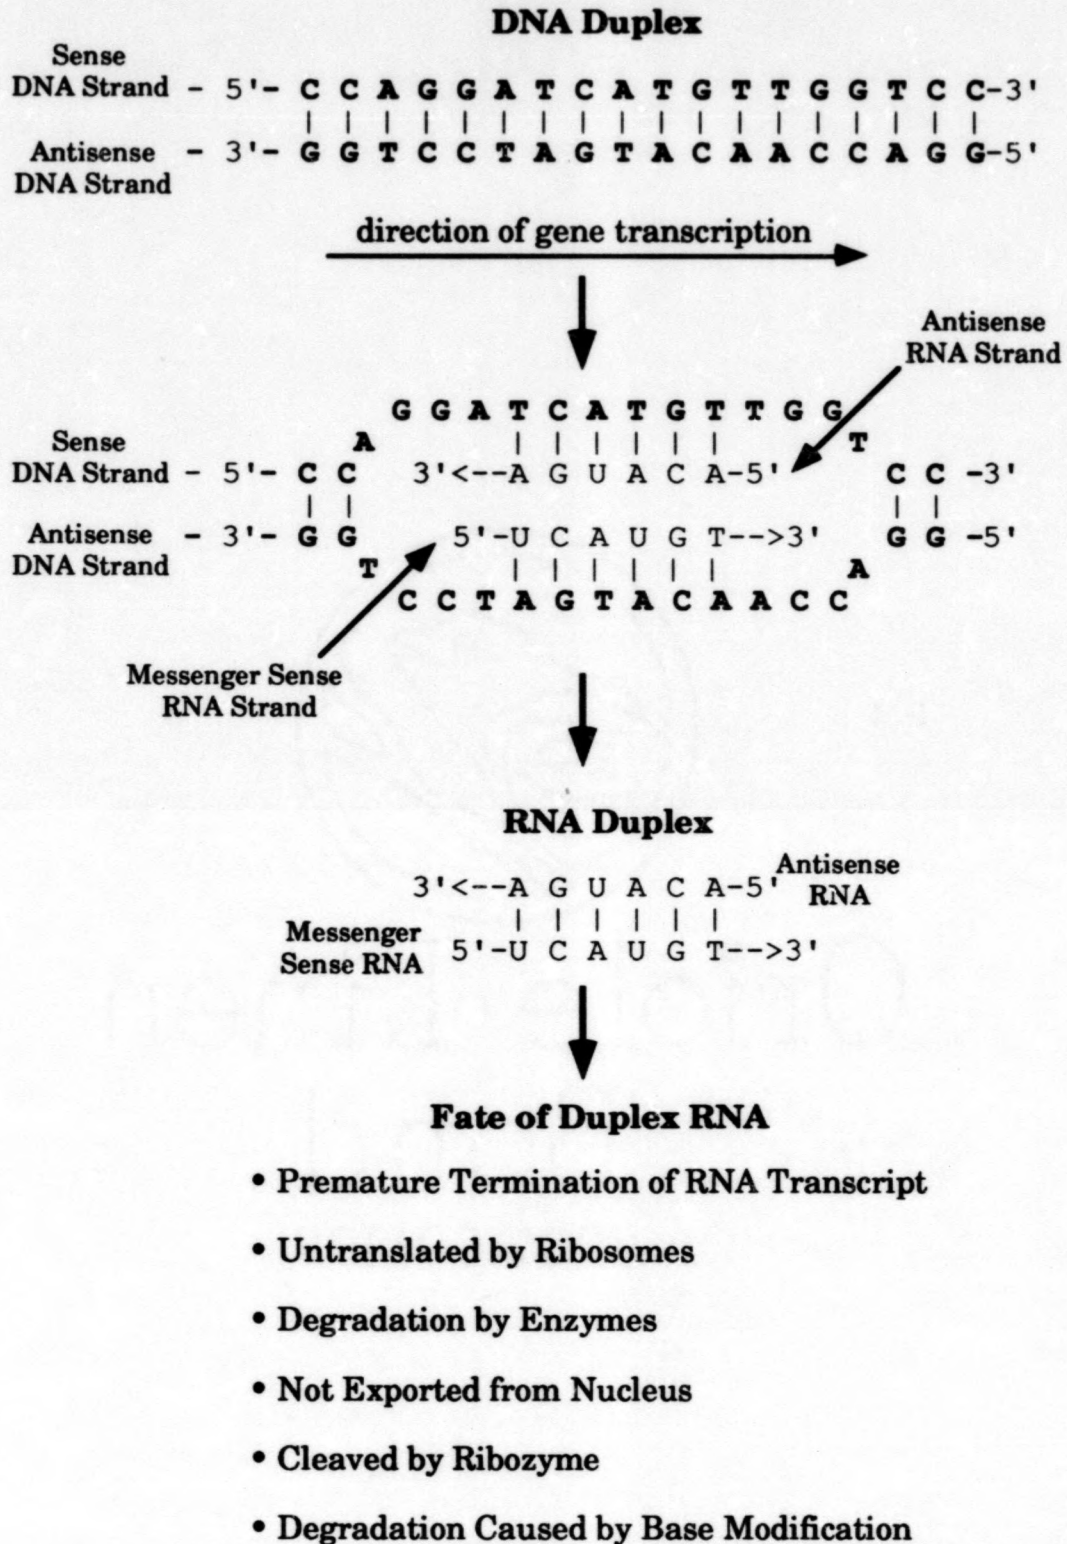 DNA Duplex
Sense
DNA Strand - 5'- C C A G G A T C A T G T T G G T C C-3'
Antisense
DNA Strand - 3'- G G T C C T A G T A C A A C C A G G-5'
direction of gene transcription
Antisense
RNA Strand
G G A T C A T G T T G G
A T
Sense
DNA Strand - 5'- C C 3'<--A G U A C A-5' C C -3'
Antisense
DNA Strand - 3'- G G 5'-U C A U G T-->3' G G -5'
T A
C C T A G T A C A A C C
Messenger Sense
RNA Strand
RNA Duplex
3'<--A G U A C A-5' Antisense
RNA
Messenger
Sense RNA 5'-U C A U G T-->3'
Fate of Duplex RNA
• Premature Termination of RNA Transcript
• Untranslated by Ribosomes
• Degradation by Enzymes
• Not Exported from Nucleus
• Cleaved by Ribozyme
• Degradation Caused by Base Modification